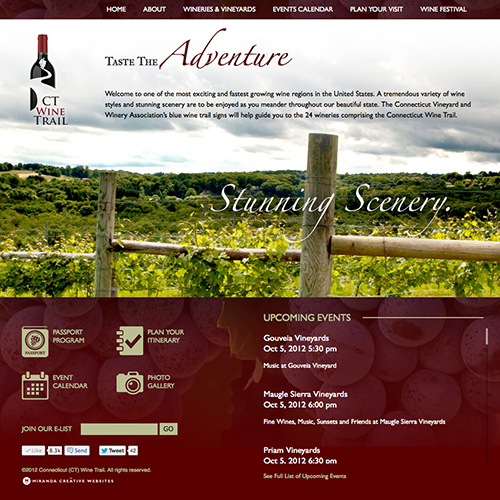 HOME ABOUT WINERIES & VINEYARDS EVENTS CALENDAR PLAN YOUR VISIT WINE FESTIVAL
TASTE THE Adventure
CT
WINE
TRAIL
Welcome to one of the most exciting and fastest growing wine regions in the United States. A tremendous variety of wine
styles and stunning scenery are to be enjoyed as you meander throughout our beautiful state. The Connecticut Vineyard and
Winery Association's blue wine trail signs will help guide you to the 24 wineries comprising the Connecticut Wine Trail.
Stunning Scenery.
PASSPORT
PROGRAM
PASSPORT
PLAN YOUR
ITINERARY
EVENT
CALENDAR
PHOTO
GALLERY
JOIN OUR E-LIST GO
Like 8.3k Send Tweet 42
©2012 Connecticut (CT) Wine Trail. All rights reserved.
MIRANDA CREATIVE WEBSITES
UPCOMING EVENTS
Gouveia Vineyards
Oct 5, 2012 5:30 pm
Music at Gouveia Vineyard
Maugle Sierra Vineyards
Oct 5, 2012 6:00 pm
Fine Wines, Music, Sunsets and Friends at Maugle Sierra Vineyards
Priam Vineyards
Oct 5, 2012 6:30 pm
See Full List of Upcoming Events